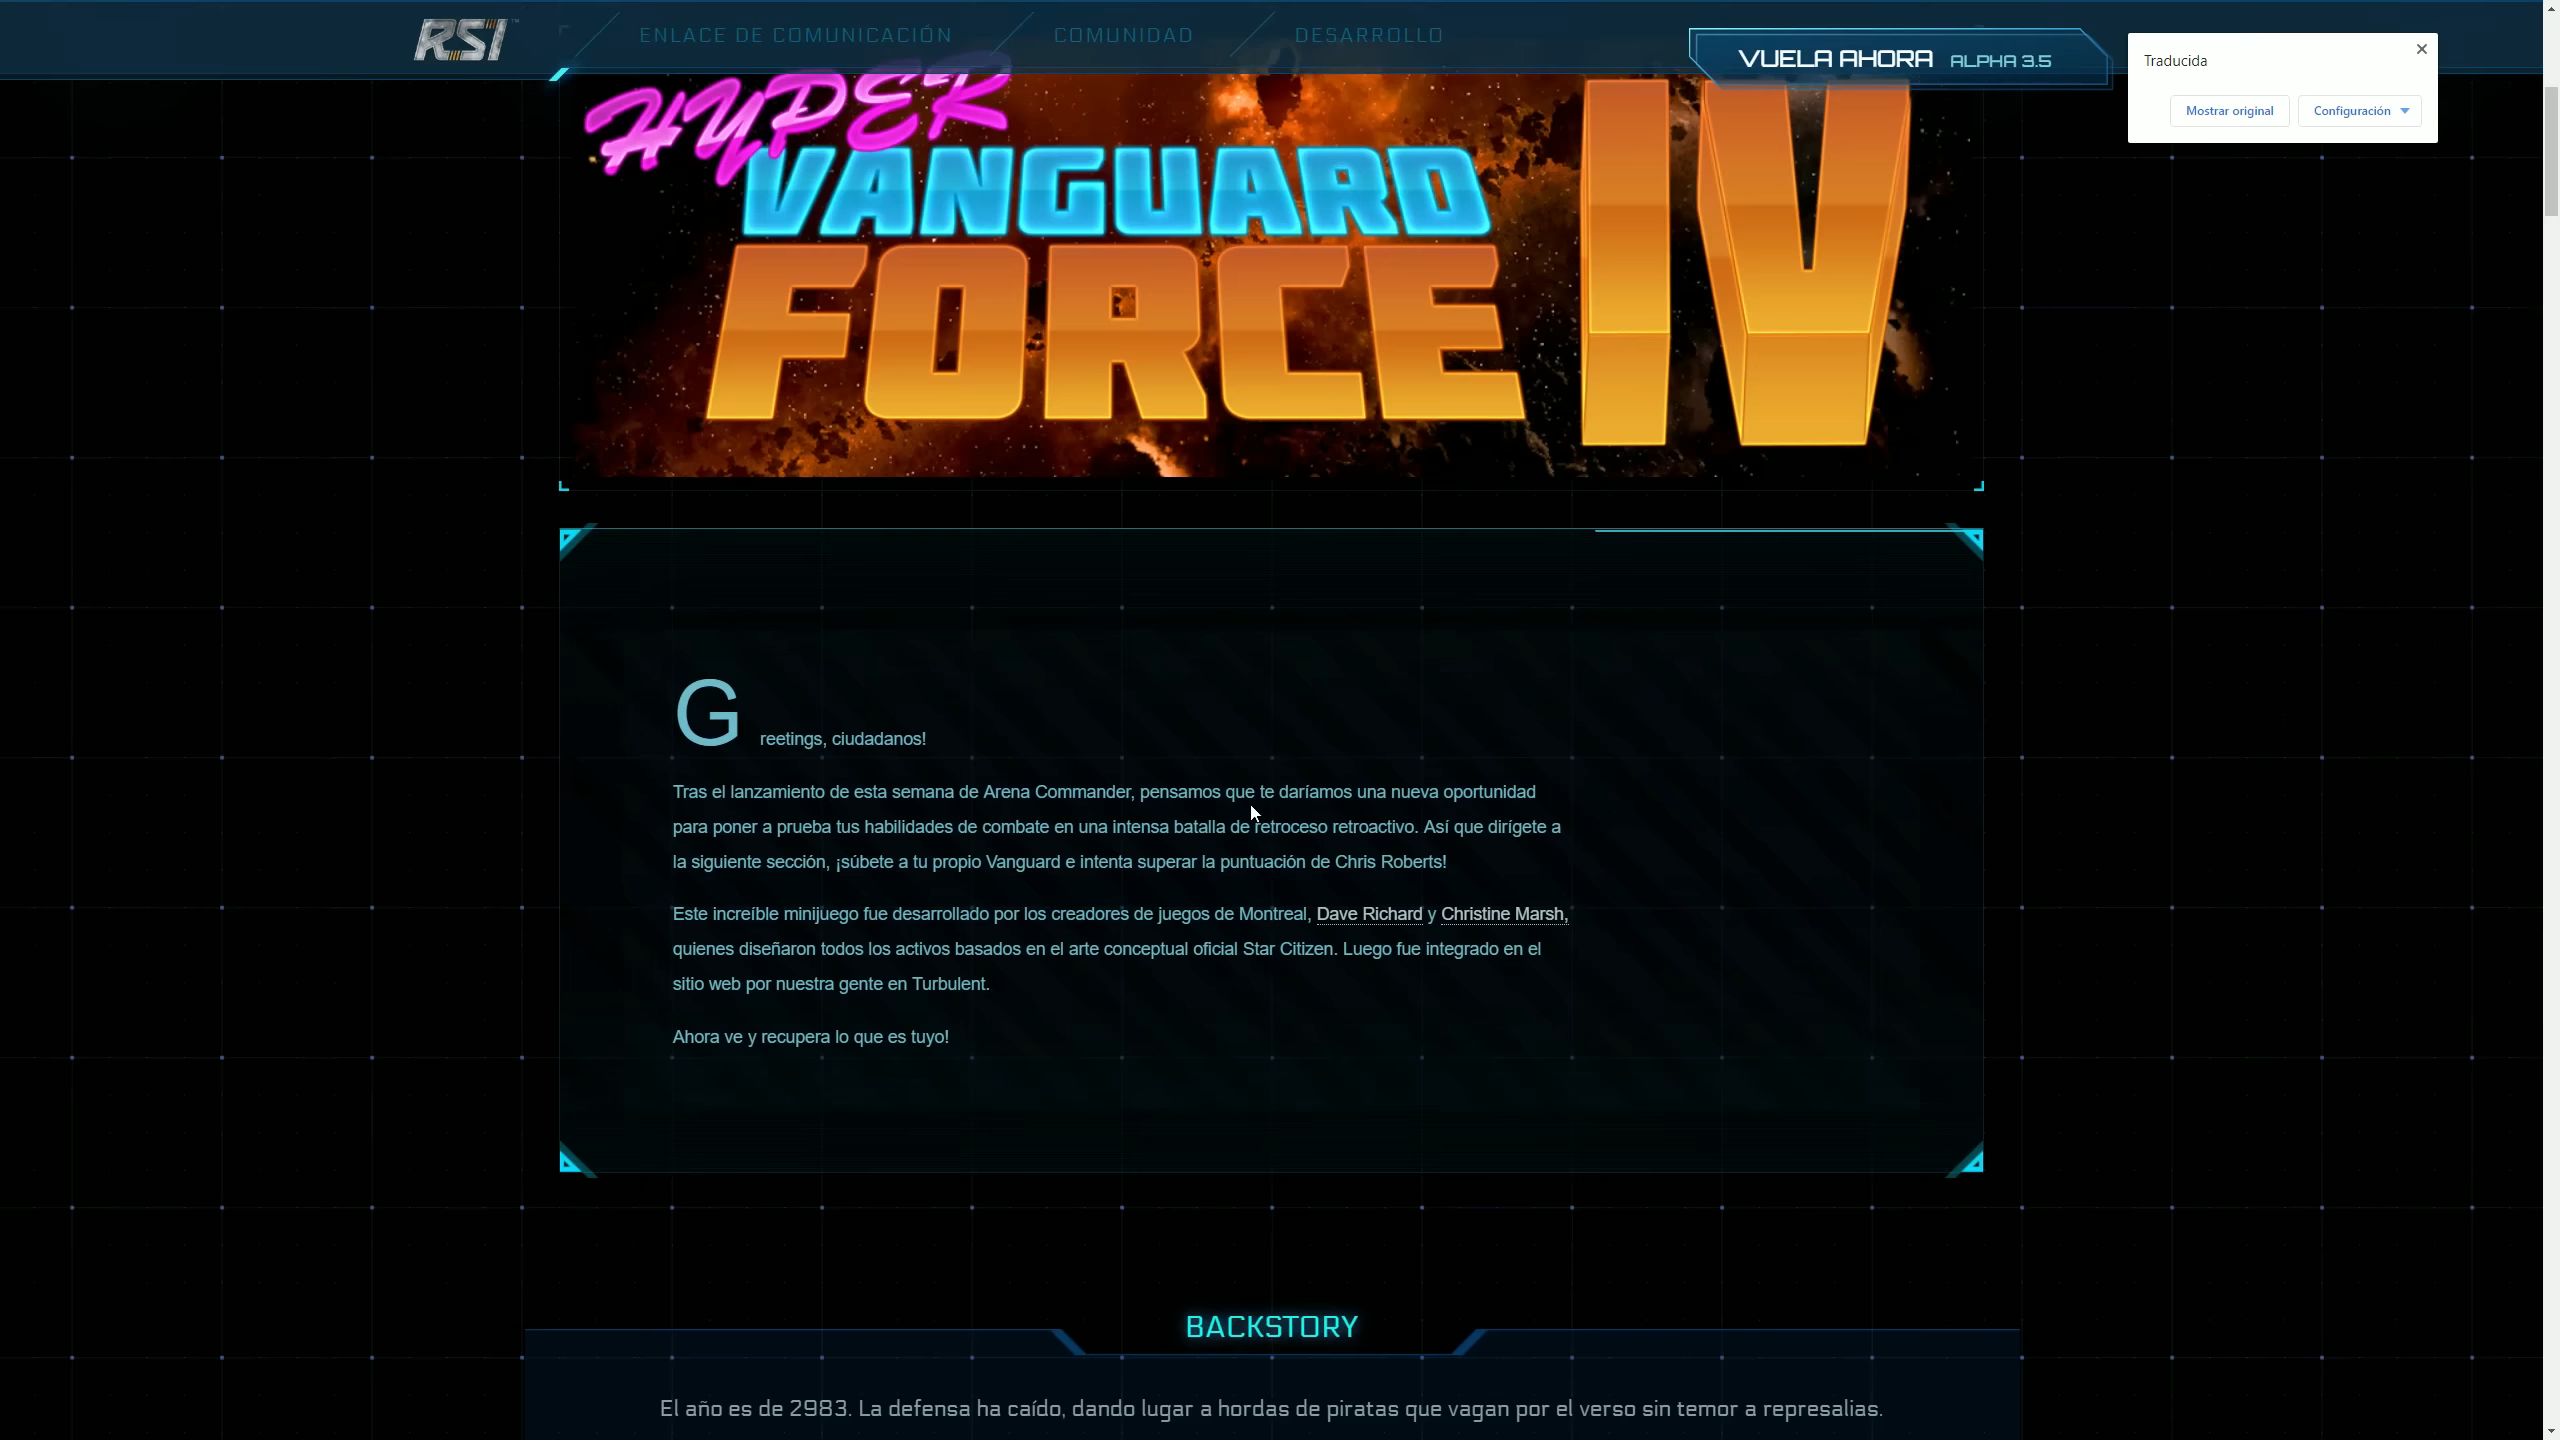 RSI
ENLACE DE COMUNICACIÓN
COMUNIDAD
DESARROLLO
VUELA AHORA ALPHA 3.5
Traducida
Mostrar original
Configuración
HYPER
VANGUARD
FORCE
IV
Greetings, ciudadanos!
Tras el lanzamiento de esta semana de Arena Commander, pensamos que te daríamos una nueva oportunidad
para poner a prueba tus habilidades de combate en una intensa batalla de retroceso retroactivo. Así que dirígete a
la siguiente sección, ¡súbete a tu propio Vanguard e intenta superar la puntuación de Chris Roberts!
Este increíble minijuego fue desarrollado por los creadores de juegos de Montreal, Dave Richard y Christine Marsh,
quienes diseñaron todos los activos basados en el arte conceptual oficial Star Citizen. Luego fue integrado en el
sitio web por nuestra gente en Turbulent.
Ahora ve y recupera lo que es tuyo!
BACKSTORY
El año es de 2983. La defensa ha caído, dando lugar a hordas de piratas que vagan por el verso sin temor a represalias.